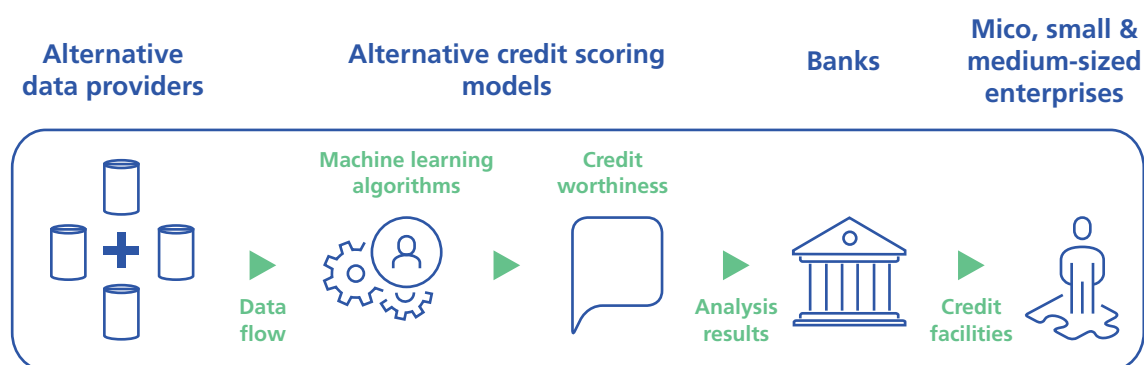 Alternative
data providers
Alternative credit scoring
models
Banks
Mico, small &
medium-sized
enterprises
Machine learning
algorithms
Credit
worthiness
Data
flow
Analysis
results
Credit
facilities